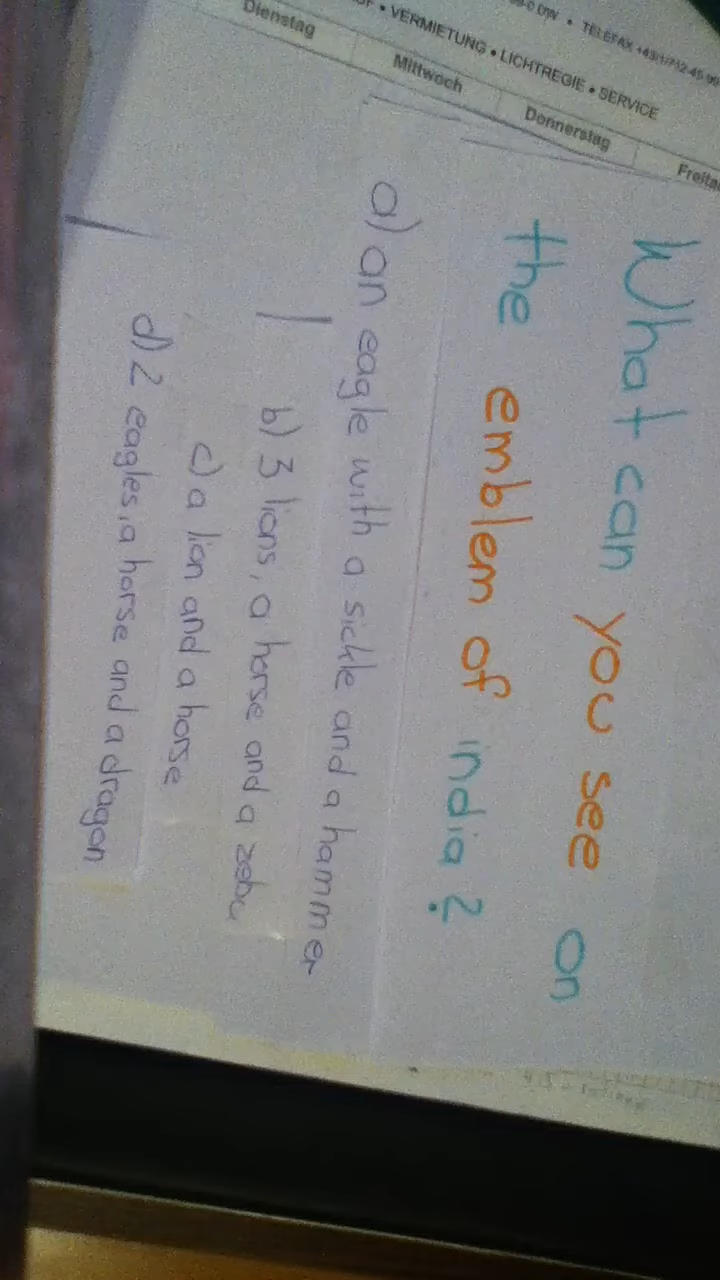 • TELEFAX
• VERMIETUNG • LICHTREGIE • SERVICE
Dienstag Mittwoch Donnerstag
What can you see on
the emblem of india?
a) an eagle with a sickle and a hammer
b) 3 lions, a horse and a zebu
c) a lion and a horse
d) 2 eagles, a horse and a dragon